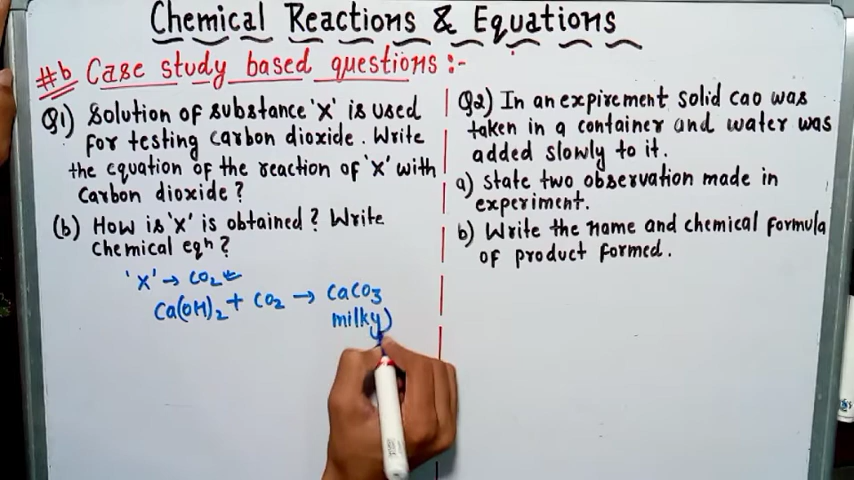 Chemical Reactions & Equations
#6 Case study based questions :-
Q1) Solution of substance 'X' is used
for testing carbon dioxide. Write
the equation of the reaction of 'X' with
Carbon dioxide?
(b) How is 'X' is obtained? Write
chemical eqn?
'X' → CO2
Ca(OH)2 + CO2 → CaCO3
milky)
Q2) In an expirement solid cao was
taken in a container and water was
added slowly to it.
a) State two observation made in
experiment.
b) Write the name and chemical formula
of product formed.